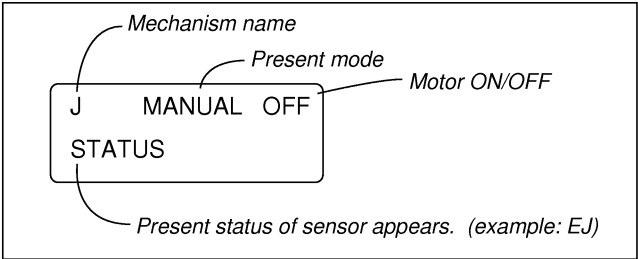 Mechanism name
Present mode
Motor ON/OFF
J MANUAL OFF
STATUS
Present status of sensor appears. (example: EJ)